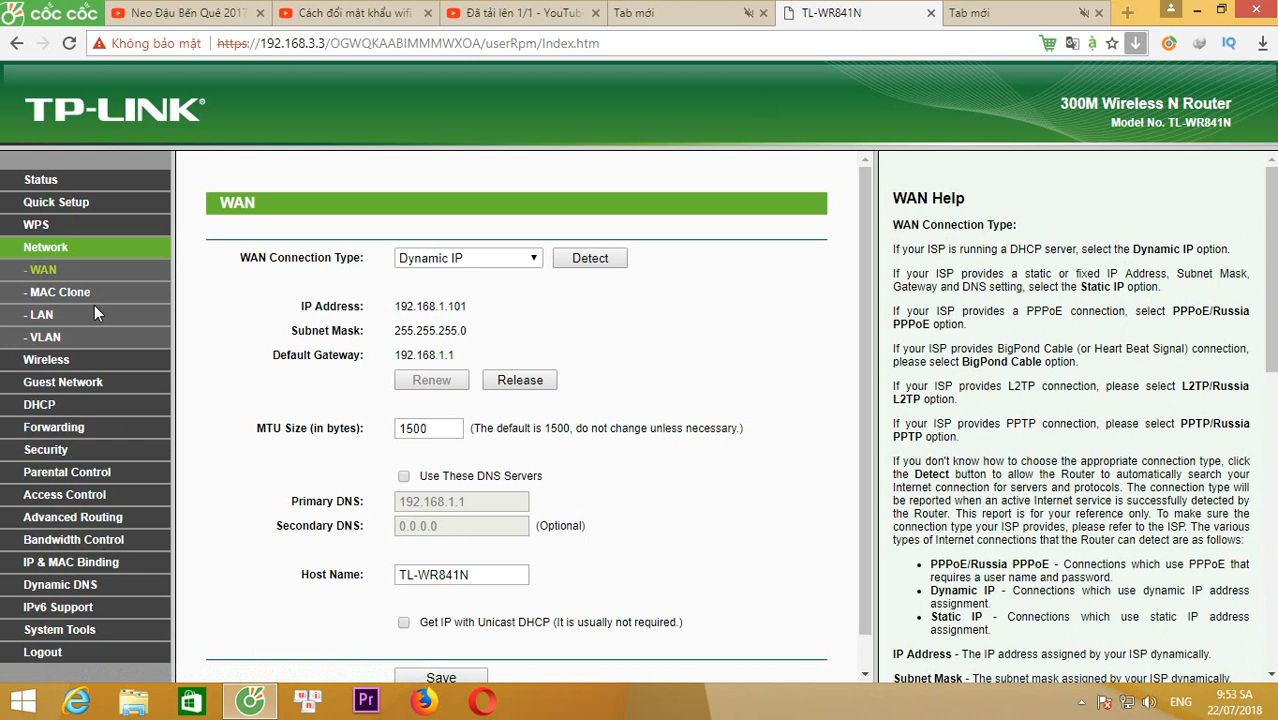 cốc cốc
Neo Đậu Bến Quê 2017
Cách đổi mật khẩu wifi
Đã tải lên 1/1 - YouTub
Tab mới
TL-WR841N
Tab mới
Không bảo mật
https://192.168.3.3/OGWQKAABIMMMWXOA/userRpm/Index.htm
IQ
TP-LINK®
300M Wireless N Router
Model No. TL-WR841N
Status
Quick Setup
WPS
Network
- WAN
- MAC Clone
- LAN
- VLAN
Wireless
Guest Network
DHCP
Forwarding
Security
Parental Control
Access Control
Advanced Routing
Bandwidth Control
IP & MAC Binding
Dynamic DNS
IPv6 Support
System Tools
Logout
WAN
WAN Connection Type: Dynamic IP Detect
IP Address: 192.168.1.101
Subnet Mask: 255.255.255.0
Default Gateway: 192.168.1.1
Renew Release
MTU Size (in bytes): 1500 (The default is 1500, do not change unless necessary.)
Use These DNS Servers
Primary DNS: 192.168.1.1
Secondary DNS: 0.0.0.0 (Optional)
Host Name: TL-WR841N
Get IP with Unicast DHCP (It is usually not required.)
Save
WAN Help
WAN Connection Type:
If your ISP is running a DHCP server, select the Dynamic IP option.
If your ISP provides a static or fixed IP Address, Subnet Mask,
Gateway and DNS setting, select the Static IP option.
If your ISP provides a PPPoE connection, select PPPoE/Russia
PPPoE option.
If your ISP provides BigPond Cable (or Heart Beat Signal) connection,
please select BigPond Cable option.
If your ISP provides L2TP connection, please select L2TP/Russia
L2TP option.
If your ISP provides PPTP connection, please select PPTP/Russia
PPTP option.
If you don't know how to choose the appropriate connection type, click
the Detect button to allow the Router to automatically search your
Internet connection for servers and protocols. The connection type will
be reported when an active Internet service is successfully detected by
the Router. This report is for your reference only. To make sure the
connection type your ISP provides, please refer to the ISP. The various
types of Internet connections that the Router can detect are as follows:
• PPPoE/Russia PPPoE - Connections which use PPPoE that
requires a user name and password.
• Dynamic IP - Connections which use dynamic IP address
assignment.
• Static IP - Connections which use static IP address
assignment.
IP Address - The IP address assigned by your ISP dynamically.
Subnet Mask - The subnet mask assigned by your ISP dynamically.
Pr
ENG
9:53 SA
22/07/2018